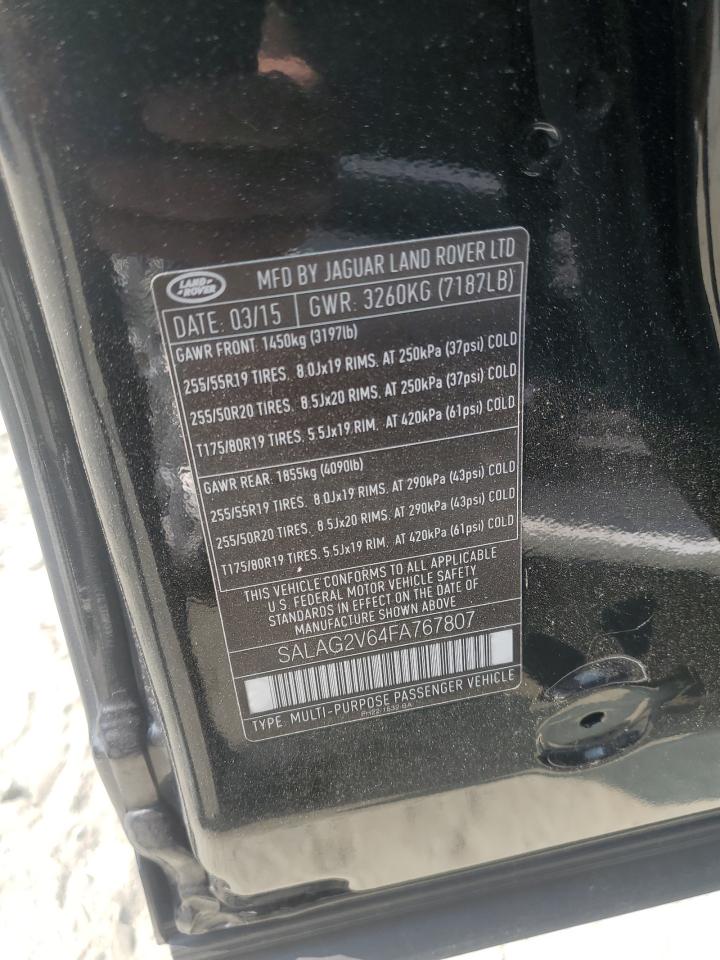 LAND ROVER
MFD BY JAGUAR LAND ROVER LTD
DATE: 03/15 GWR: 3260KG (7187LB)
GAWR FRONT: 1450kg (3197lb)
255/55R19 TIRES. 8.0Jx19 RIMS. AT 250kPa (37psi) COLD
255/50R20 TIRES. 8.5Jx20 RIMS. AT 250kPa (37psi) COLD
T175/80R19 TIRES. 5.5Jx19 RIM. AT 420kPa (61psi) COLD
GAWR REAR: 1855kg (4090lb)
255/55R19 TIRES. 8.0Jx19 RIMS. AT 290kPa (43psi) COLD
255/50R20 TIRES. 8.5Jx20 RIMS. AT 290kPa (43psi) COLD
T175/80R19 TIRES. 5.5Jx19 RIM. AT 420kPa (61psi) COLD
THIS VEHICLE CONFORMS TO ALL APPLICABLE
U.S. FEDERAL MOTOR VEHICLE SAFETY
STANDARDS IN EFFECT ON THE DATE OF
MANUFACTURE SHOWN ABOVE
SALAG2V64FA767807
TYPE: MULTI-PURPOSE PASSENGER VEHICLE